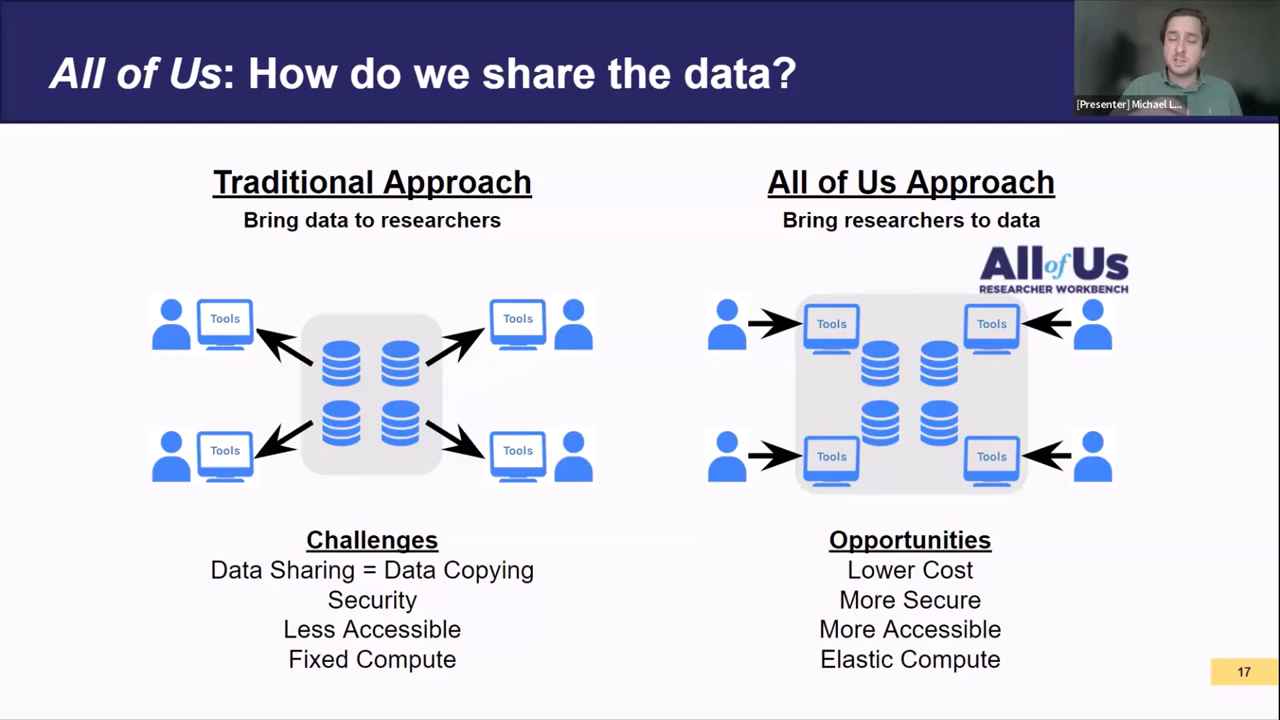 All of Us: How do we share the data?
[Presenter] Michael L...
Traditional Approach
Bring data to researchers
Tools
Tools
Tools
Tools
Challenges
Data Sharing = Data Copying
Security
Less Accessible
Fixed Compute
All of Us Approach
Bring researchers to data
All of Us
RESEARCHER WORKBENCH
Tools
Tools
Tools
Tools
Opportunities
Lower Cost
More Secure
More Accessible
Elastic Compute
17